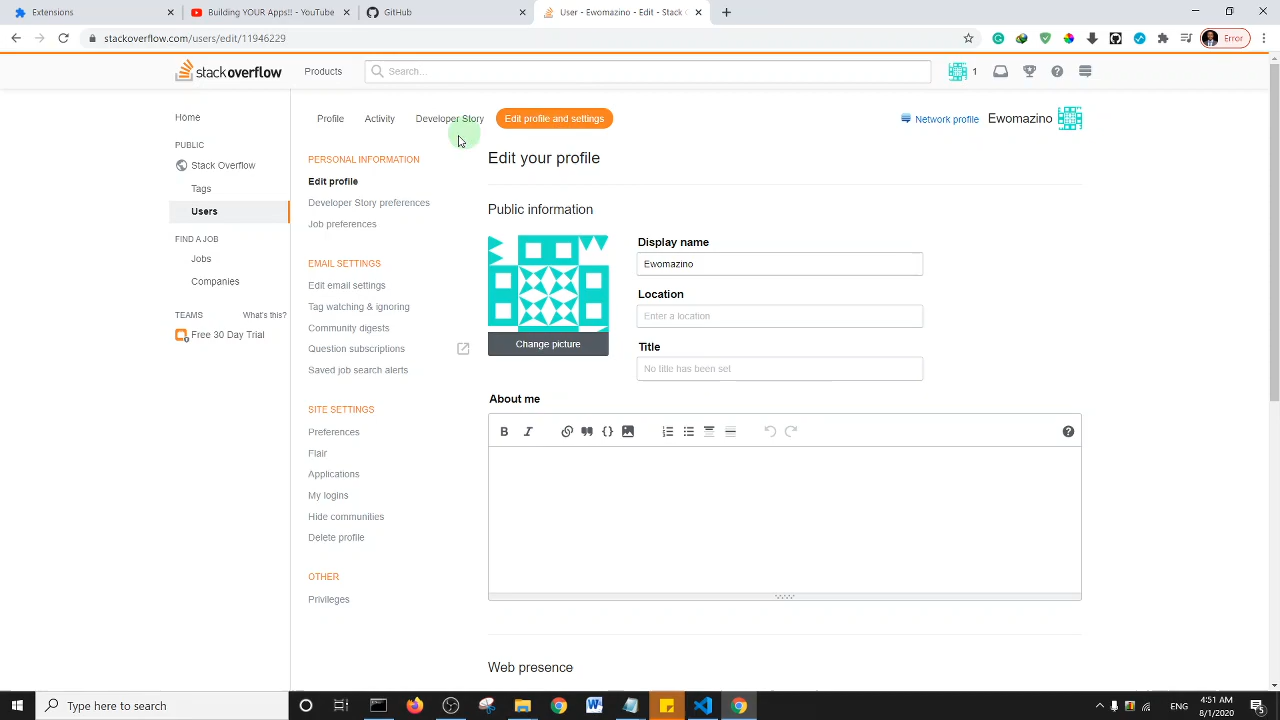 Extensions
Building YOUR Apps!! - YouTube
GitHub
User - Ewomazino - Edit - Stack O
stackoverflow.com/users/edit/11946229
Error
stackoverflow
Products
Search...
1
Home
PUBLIC
Stack Overflow
Tags
Users
FIND A JOB
Jobs
Companies
TEAMS
What's this?
Free 30 Day Trial
Profile
Activity
Developer Story
Edit profile and settings
Network profile
Ewomazino
PERSONAL INFORMATION
Edit profile
Developer Story preferences
Job preferences
EMAIL SETTINGS
Edit email settings
Tag watching & ignoring
Community digests
Question subscriptions
Saved job search alerts
SITE SETTINGS
Preferences
Flair
Applications
My logins
Hide communities
Delete profile
OTHER
Privileges
Edit your profile
Public information
Change picture
Display name
Ewomazino
Location
Enter a location
Title
No title has been set
About me
B I
Web presence
Type here to search
ENG
4:51 AM
8/1/2020
5